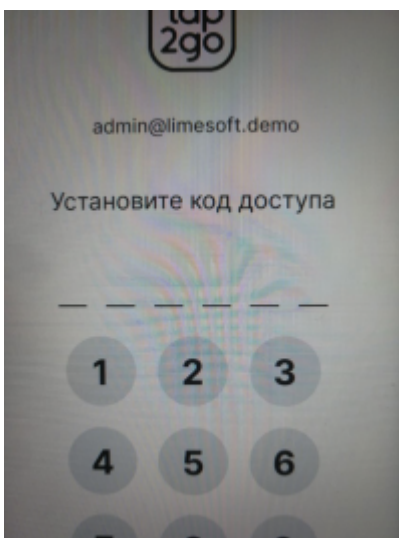 tap
2go
admin@limesoft.demo
Установите код доступа
1 2 3
4 5 6